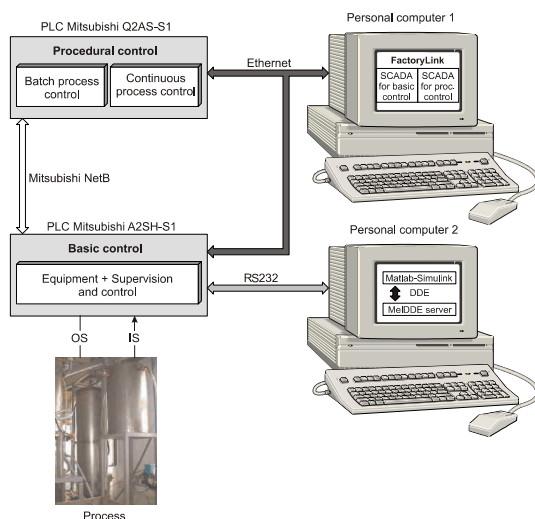 PLC Mitsubishi Q2AS-S1
Procedural control
Batch process
control
Continuous
process control
Ethernet
Personal computer 1
FactoryLink
SCADA
for basic
control
SCADA
for proc.
control
Mitsubishi NetB
PLC Mitsubishi A2SH-S1
Basic control
Equipment + Supervision
and control
RS232
Personal computer 2
Matlab-Simulink
DDE
MelDDE server
OS
IS
Process